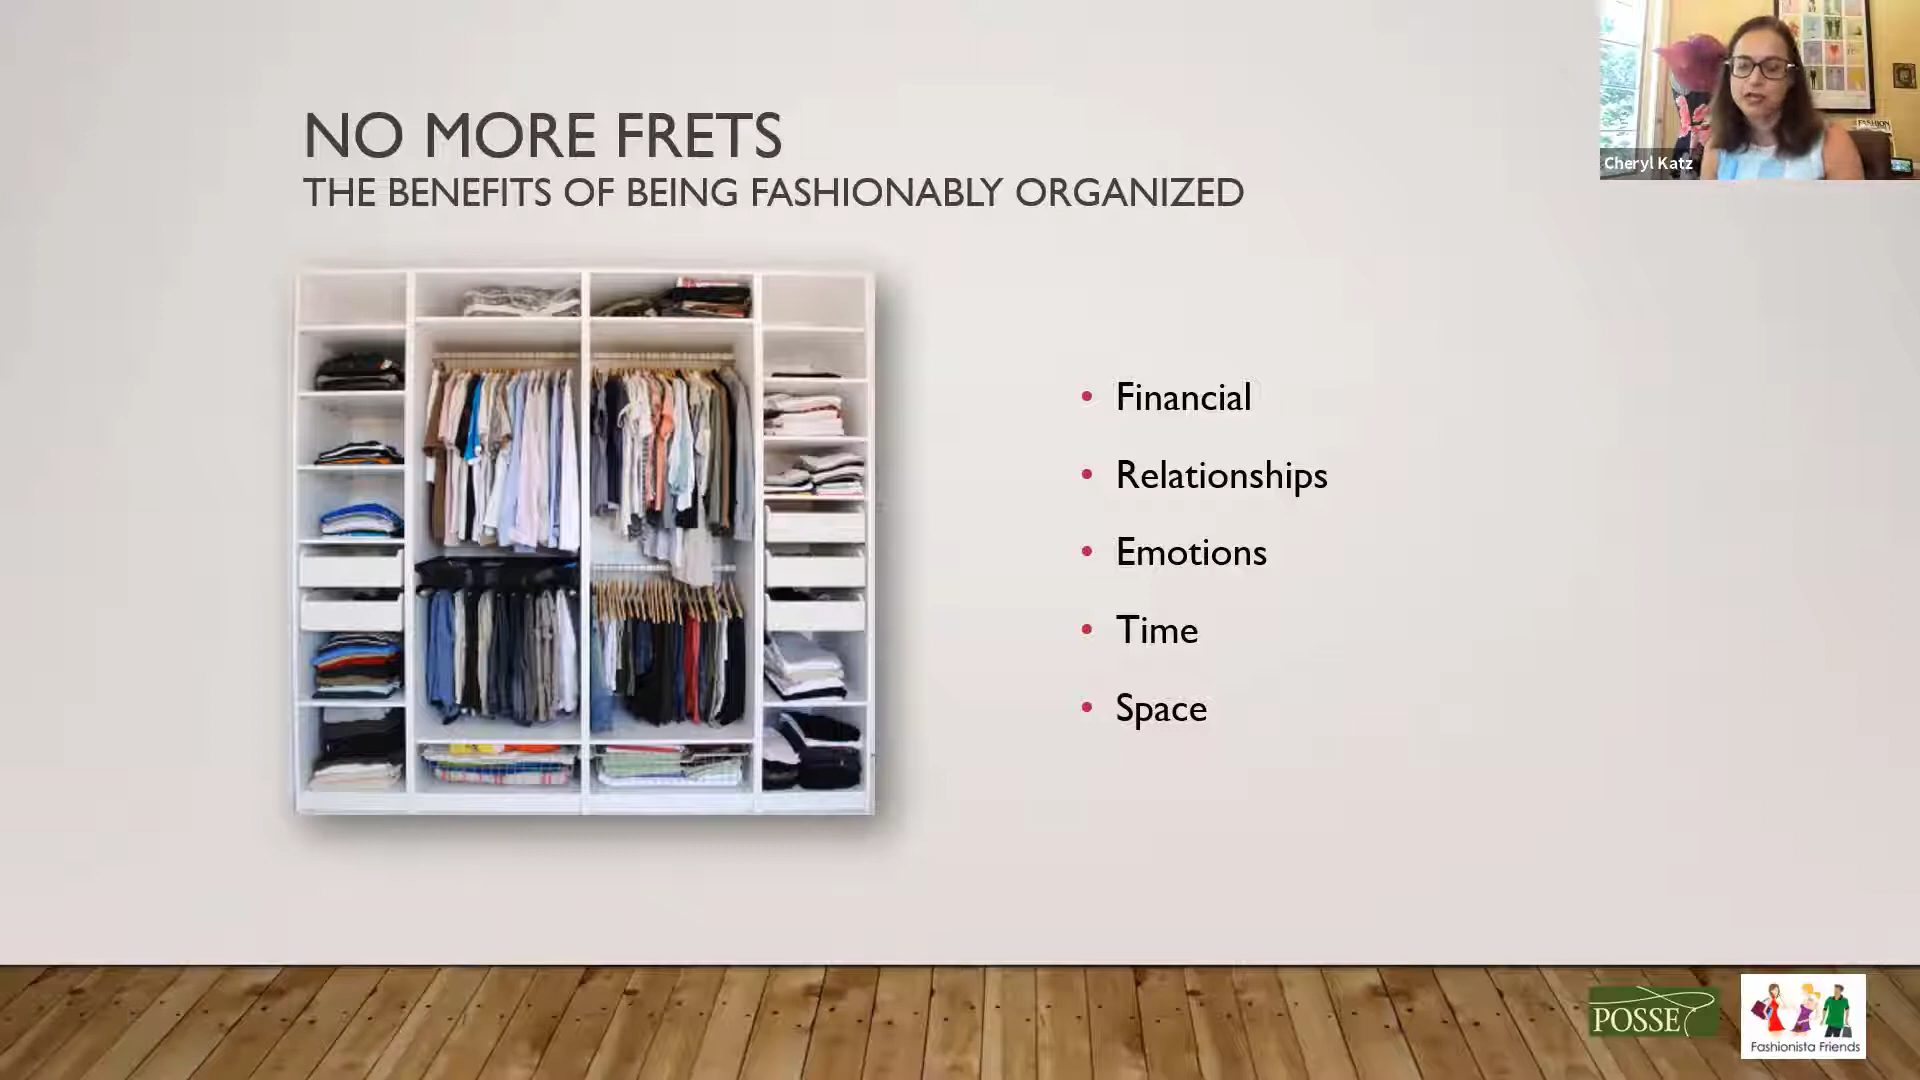 NO MORE FRETS
THE BENEFITS OF BEING FASHIONABLY ORGANIZED
Cheryl Katz
FASHION
• Financial
• Relationships
• Emotions
• Time
• Space
POSSE
Fashionista Friends